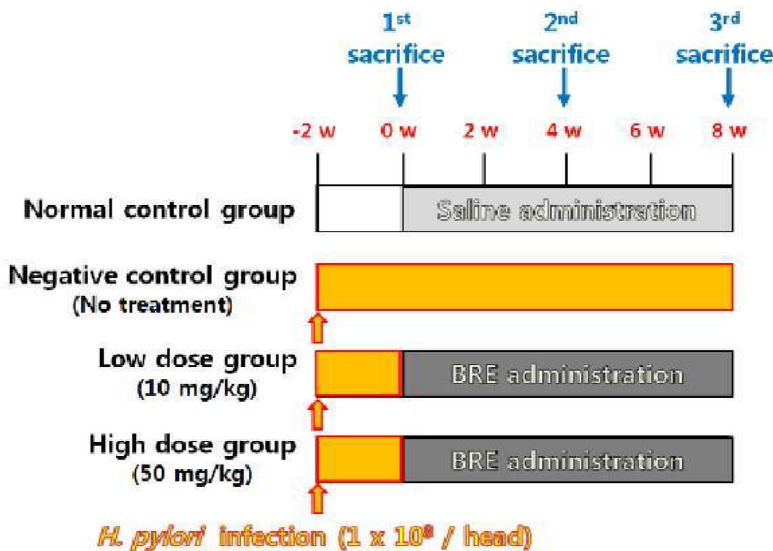 1st 2nd 3rd
sacrifice sacrifice sacrifice
-2 w 0 w 2 w 4 w 6 w 8 w
Normal control group Saline administration
Negative control group
(No treatment)
Low dose group
(10 mg/kg)
BRE administration
High dose group
(50 mg/kg)
BRE administration
H. pylori infection (1 x 10⁸ / head)